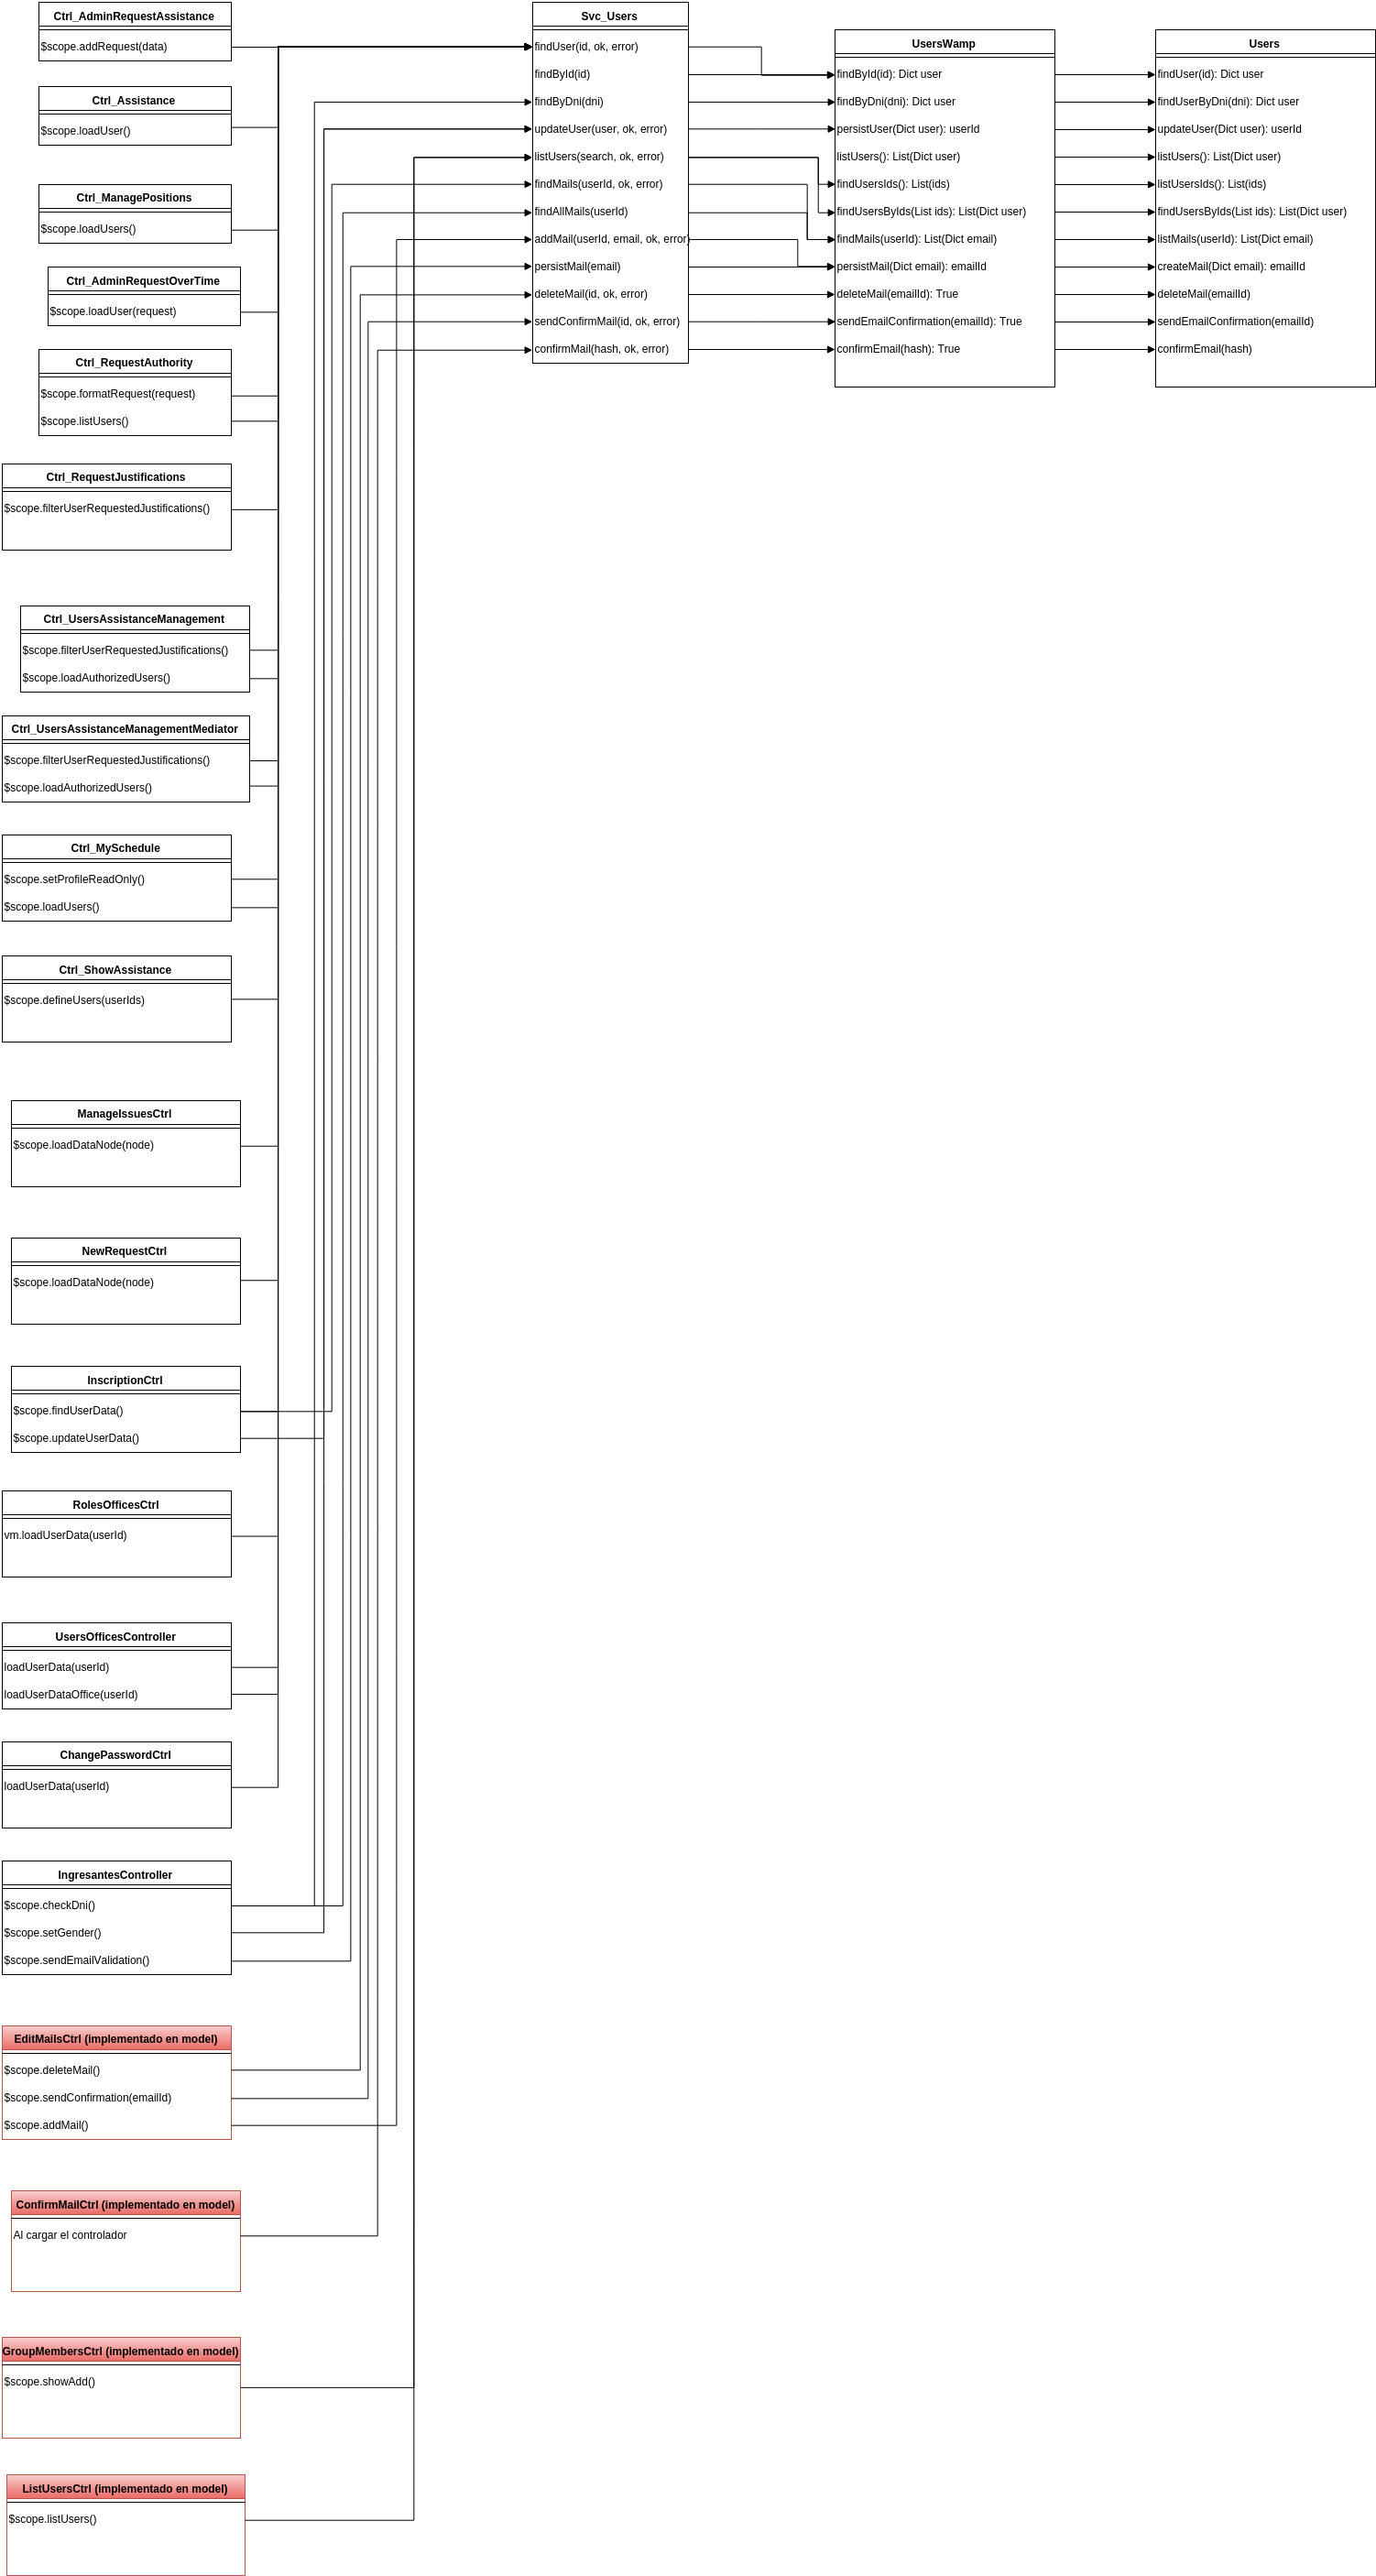 Ctrl_AdminRequestAssistance
$scope.addRequest(data)
Ctrl_Assistance
$scope.loadUser()
Ctrl_ManagePositions
$scope.loadUsers()
Ctrl_AdminRequestOverTime
$scope.loadUser(request)
Ctrl_RequestAuthority
$scope.formatRequest(request)
$scope.listUsers()
Ctrl_RequestJustifications
$scope.filterUserRequestedJustifications()
Ctrl_UsersAssistanceManagement
$scope.filterUserRequestedJustifications()
$scope.loadAuthorizedUsers()
Ctrl_UsersAssistanceManagementMediator
$scope.filterUserRequestedJustifications()
$scope.loadAuthorizedUsers()
Ctrl_MySchedule
$scope.setProfileReadOnly()
$scope.loadUsers()
Ctrl_ShowAssistance
$scope.defineUsers(userIds)
ManageIssuesCtrl
$scope.loadDataNode(node)
NewRequestCtrl
$scope.loadDataNode(node)
InscriptionCtrl
$scope.findUserData()
$scope.updateUserData()
RolesOfficesCtrl
vm.loadUserData(userId)
UsersOfficesController
loadUserData(userId)
loadUserDataOffice(userId)
ChangePasswordCtrl
loadUserData(userId)
IngresantesController
$scope.checkDni()
$scope.setGender()
$scope.sendEmailValidation()
EditMailsCtrl (implementado en model)
$scope.deleteMail()
$scope.sendConfirmation(emailId)
$scope.addMail()
ConfirmMailCtrl (implementado en model)
Al cargar el controlador
GroupMembersCtrl (implementado en model)
$scope.showAdd()
ListUsersCtrl (implementado en model)
$scope.listUsers()
Svc_Users
findUser(id, ok, error)
findById(id)
findByDni(dni)
updateUser(user, ok, error)
listUsers(search, ok, error)
findMails(userId, ok, error)
findAllMails(userId)
addMail(userId, email, ok, error)
persistMail(email)
deleteMail(id, ok, error)
sendConfirmMail(id, ok, error)
confirmMail(hash, ok, error)
UsersWamp
findById(id): Dict user
findByDni(dni): Dict user
persistUser(Dict user): userId
listUsers(): List(Dict user)
findUsersIds(): List(ids)
findUsersByIds(List ids): List(Dict user)
findMails(userId): List(Dict email)
persistMail(Dict email): emailId
deleteMail(emailId): True
sendEmailConfirmation(emailId): True
confirmEmail(hash): True
Users
findUser(id): Dict user
findUserByDni(dni): Dict user
updateUser(Dict user): userId
listUsers(): List(Dict user)
listUsersIds(): List(ids)
findUsersByIds(List ids): List(Dict user)
listMails(userId): List(Dict email)
createMail(Dict email): emailId
deleteMail(emailId)
sendEmailConfirmation(emailId)
confirmEmail(hash)